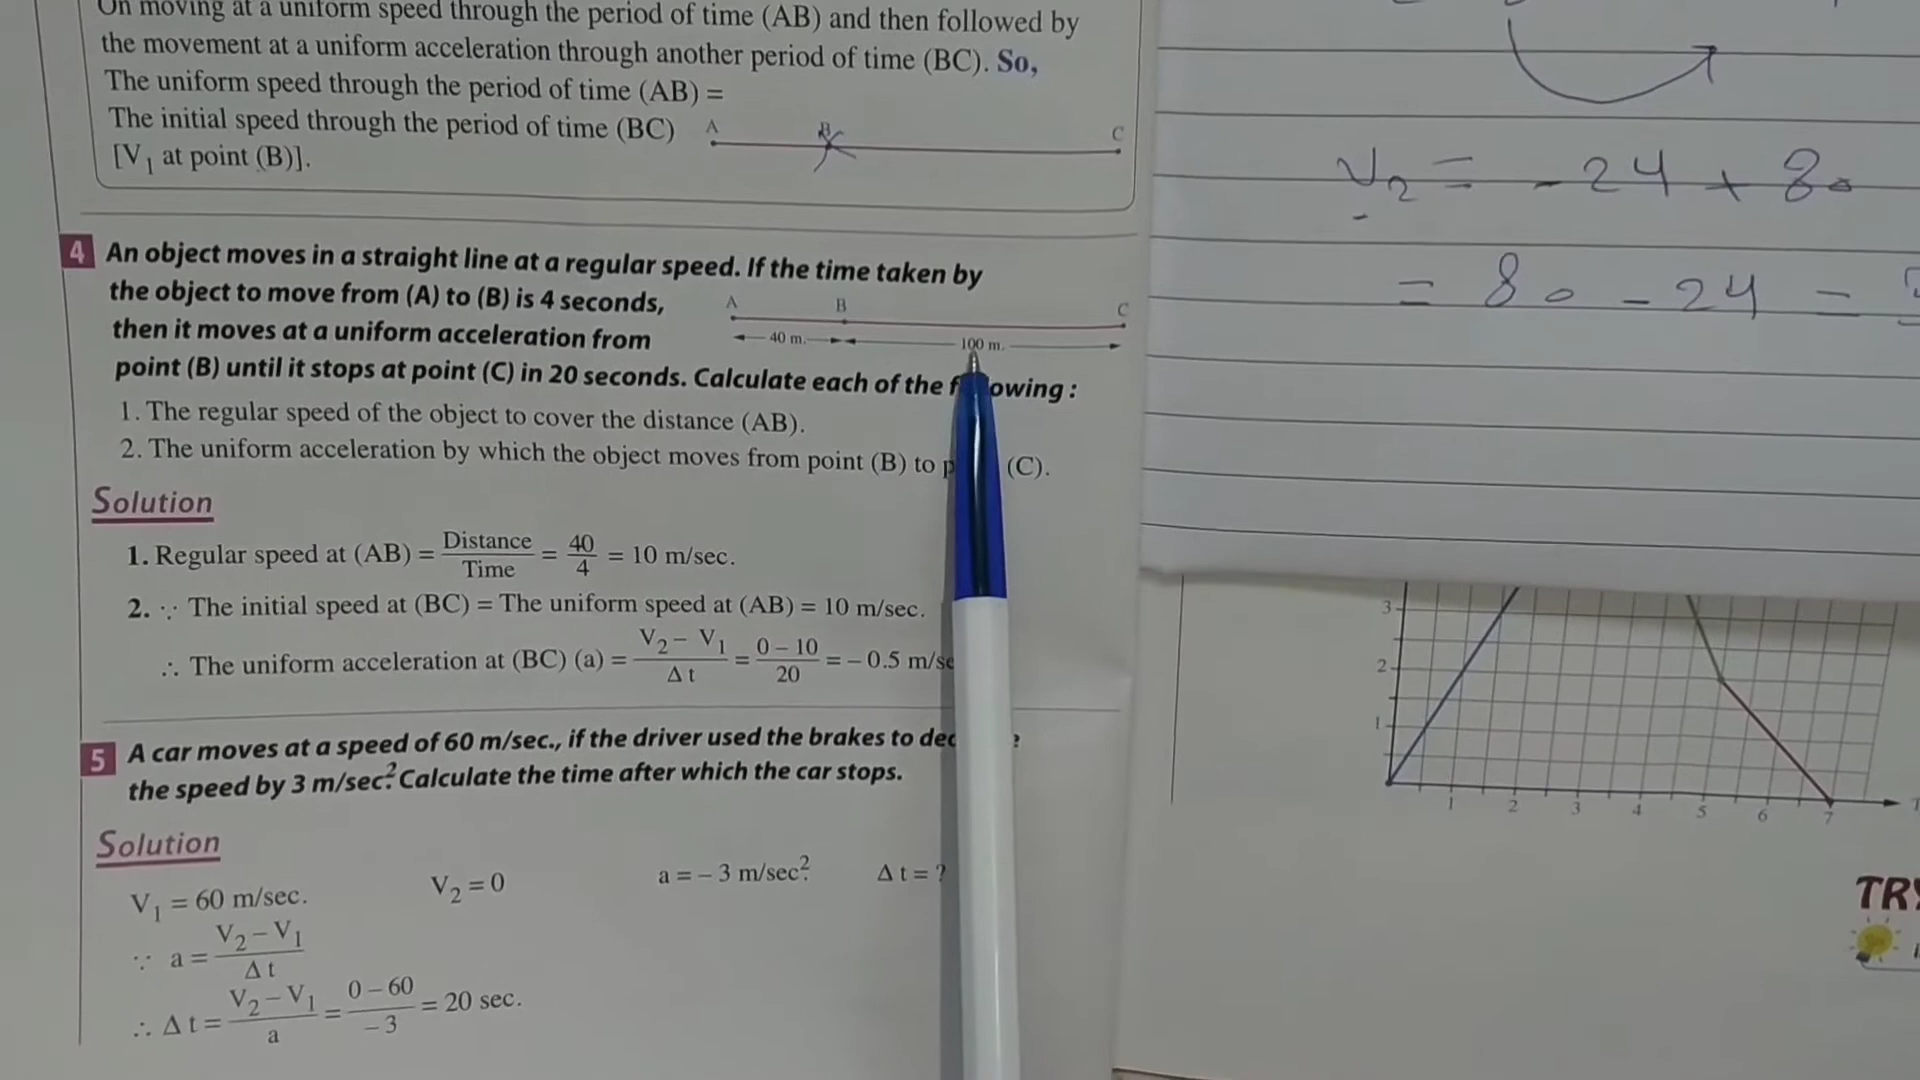 On moving at a uniform speed through the period of time (AB) and then followed by
the movement at a uniform acceleration through another period of time (BC). So,
The uniform speed through the period of time (AB) =
The initial speed through the period of time (BC)
[V1 at point (B)].
A B C
4 An object moves in a straight line at a regular speed. If the time taken by
the object to move from (A) to (B) is 4 seconds,
then it moves at a uniform acceleration from
point (B) until it stops at point (C) in 20 seconds. Calculate each of the
A B C
40 m. 100 m.
1. The regular speed of the object to cover the distance (AB).
2. The uniform acceleration by which the object moves from point (B) to (C).
Solution
1. Regular speed at (AB) = Distance / Time = 40 / 4 = 10 m/sec.
2. ∵ The initial speed at (BC) = The uniform speed at (AB) = 10 m/sec.
∴ The uniform acceleration at (BC) (a) = V2 – V1 / Δt = 0 – 10 / 20 = – 0.5
5 A car moves at a speed of 60 m/sec., if the driver used the brakes to
the speed by 3 m/sec.² Calculate the time after which the car stops.
Solution
V1 = 60 m/sec. V2 = 0 a = – 3 m/sec.² Δt = ?
∵ a = V2 – V1 / Δt
∴ Δt = V2 – V1 / a = 0 – 60 / – 3 = 20 sec.
V2 = - 24 + 80
= 80 - 24 =
3
2
1
1 2 3 4 5 6 7
TRY